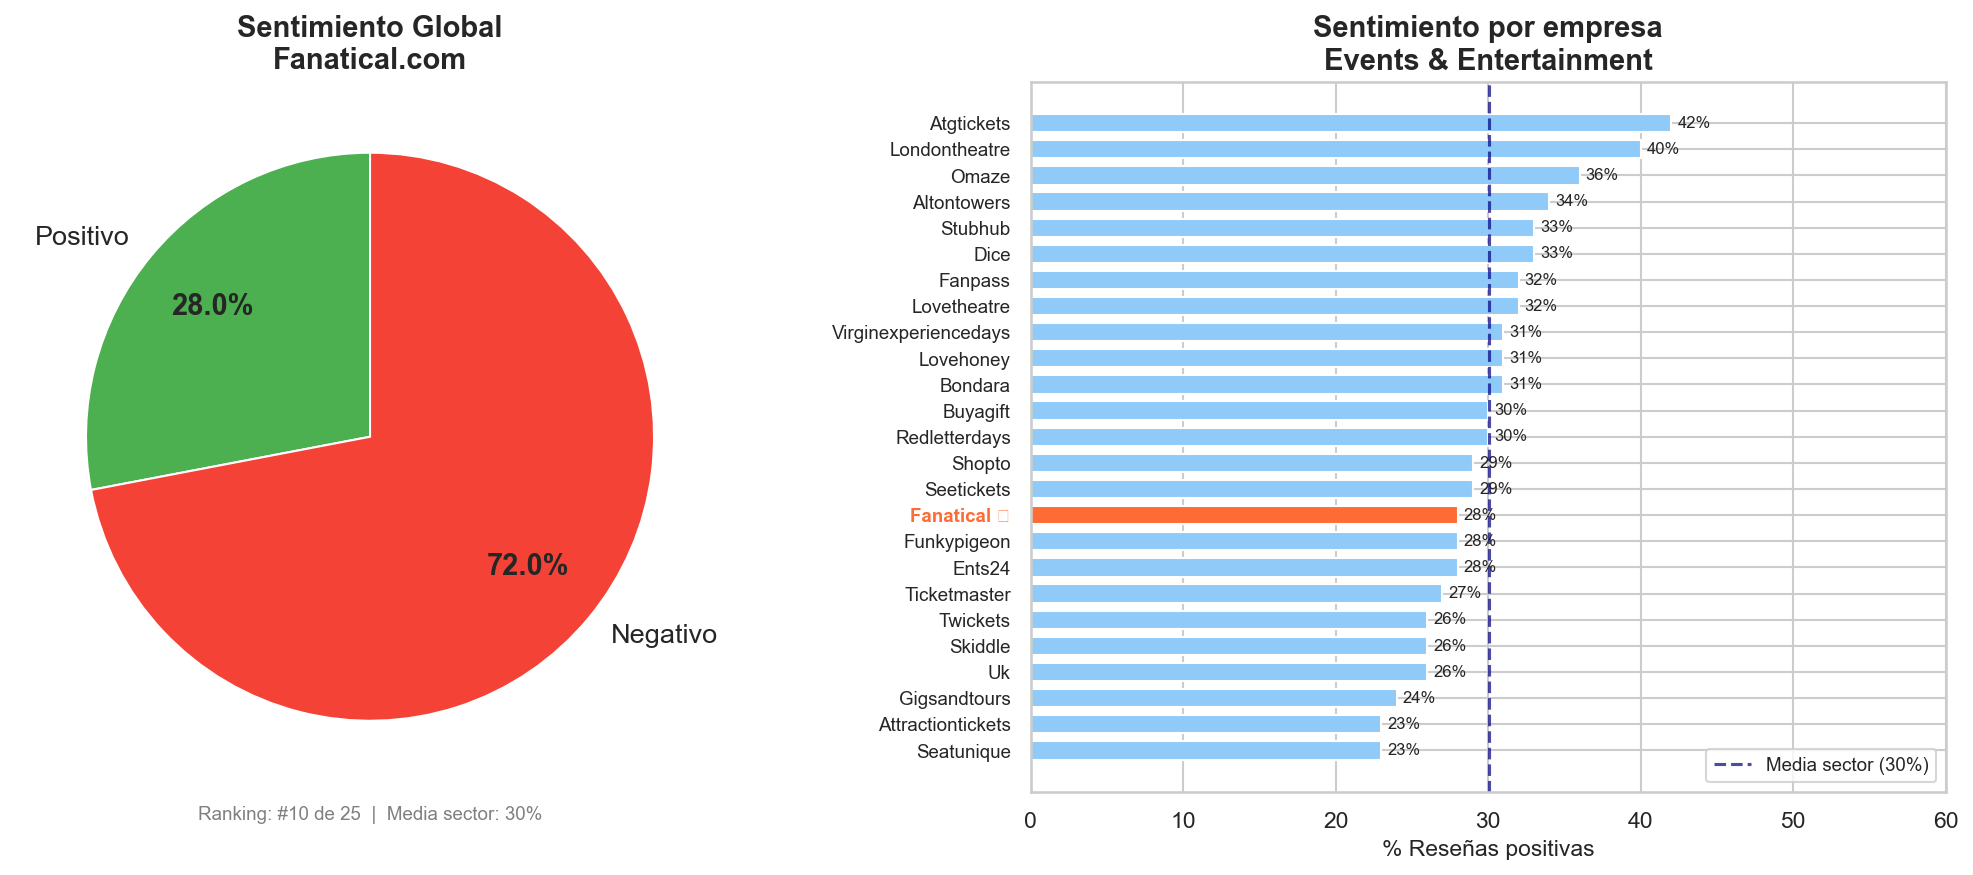 Sentimiento Global
Fanatical.com
Positivo
28.0%
72.0%
Negativo
Ranking: #10 de 25 | Media sector: 30%
Sentimiento por empresa
Events & Entertainment
Atgtickets 42%
Londontheatre 40%
Omaze 36%
Altontowers 34%
Stubhub 33%
Dice 33%
Fanpass 32%
Lovetheatre 32%
Virginexperiencedays 31%
Lovehoney 31%
Bondara 31%
Buyagift 30%
Redletterdays 30%
Shopto 29%
Seetickets 29%
Fanatical 28%
Funkypigeon 28%
Ents24 28%
Ticketmaster 27%
Twickets 26%
Skiddle 26%
Uk 26%
Gigsandtours 24%
Attractiontickets 23%
Seatunique 23%
Media sector (30%)
0 10 20 30 40 50 60
% Reseñas positivas